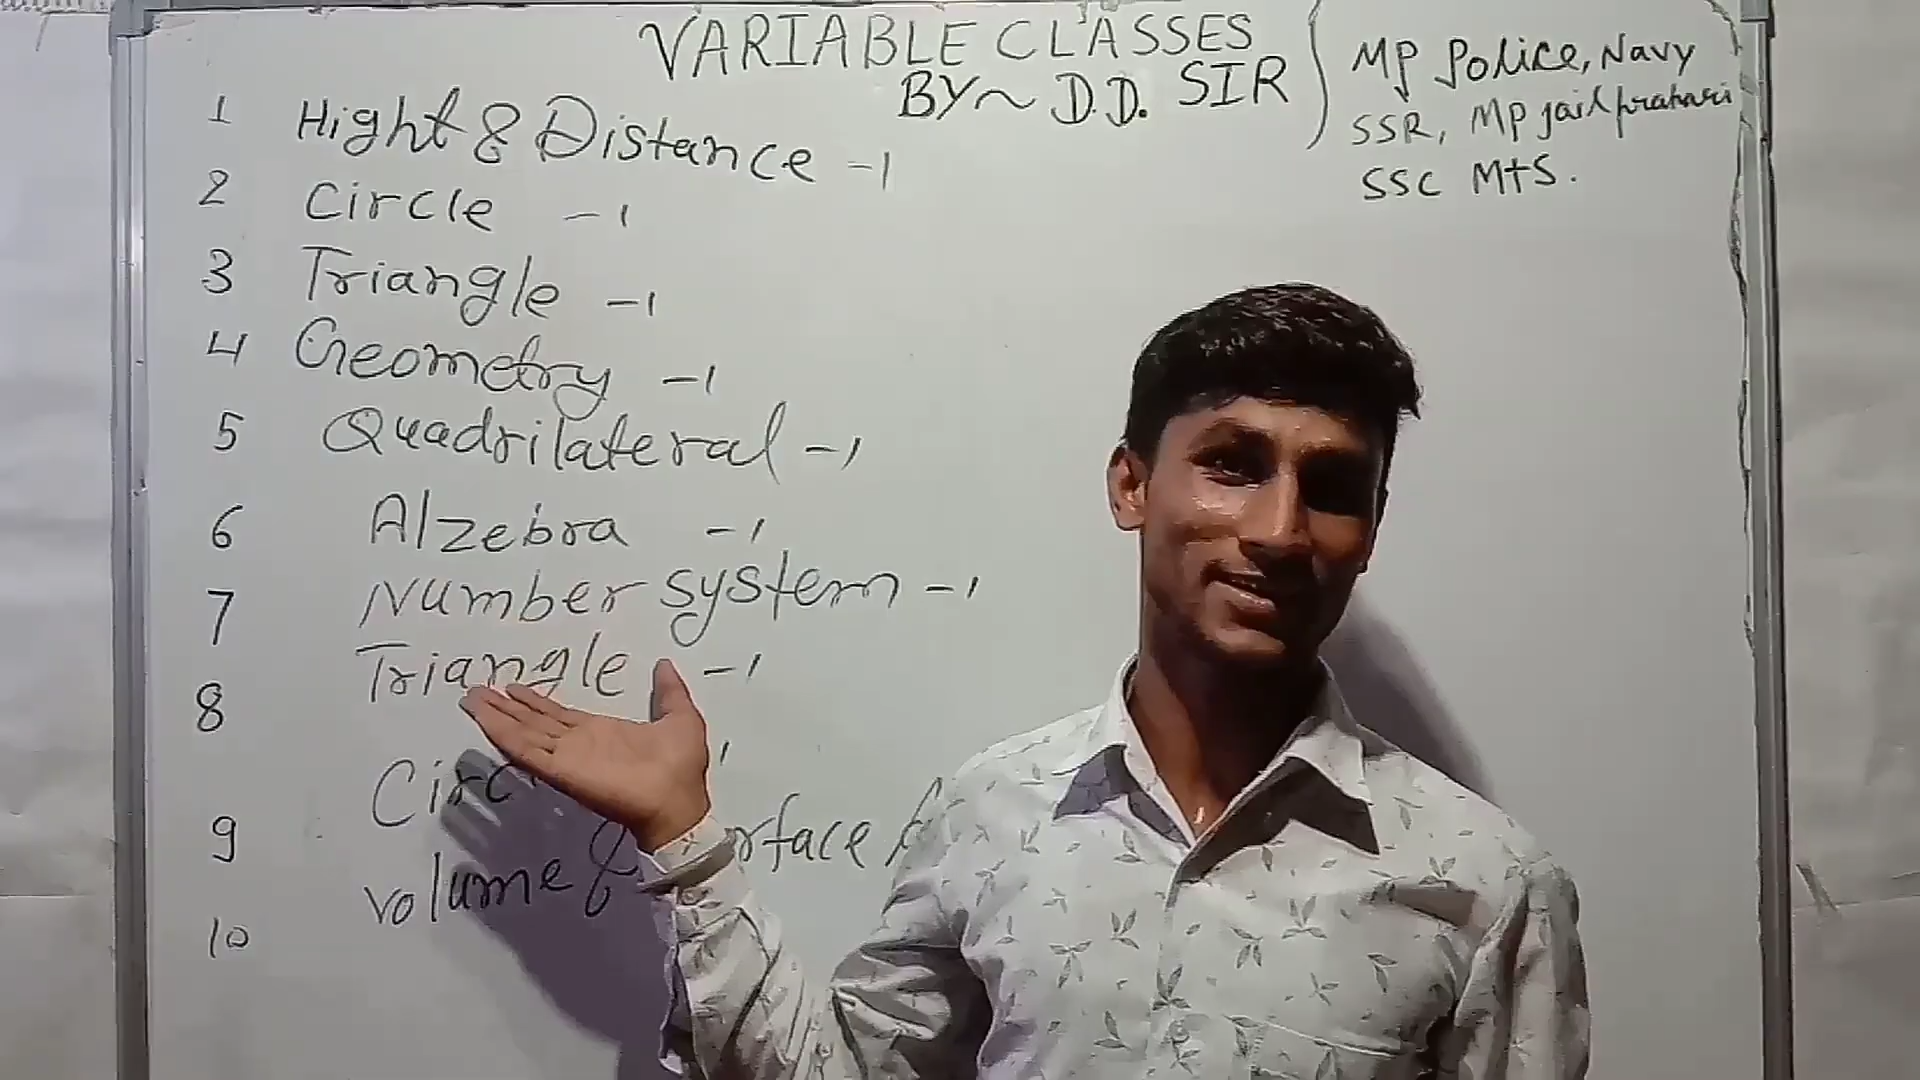 VARIABLE CLASSES
BY~ D.D. SIR
MP Police, Navy
SSR, MP jail prahari
SSC MTS.
1 Hight & Distance -1
2 Circle -1
3 Triangle -1
4 Geometry -1
5 Quadrilateral -1
6 Alzebra -1
7 Number system -1
8 Triangle -1
9
volume &
10